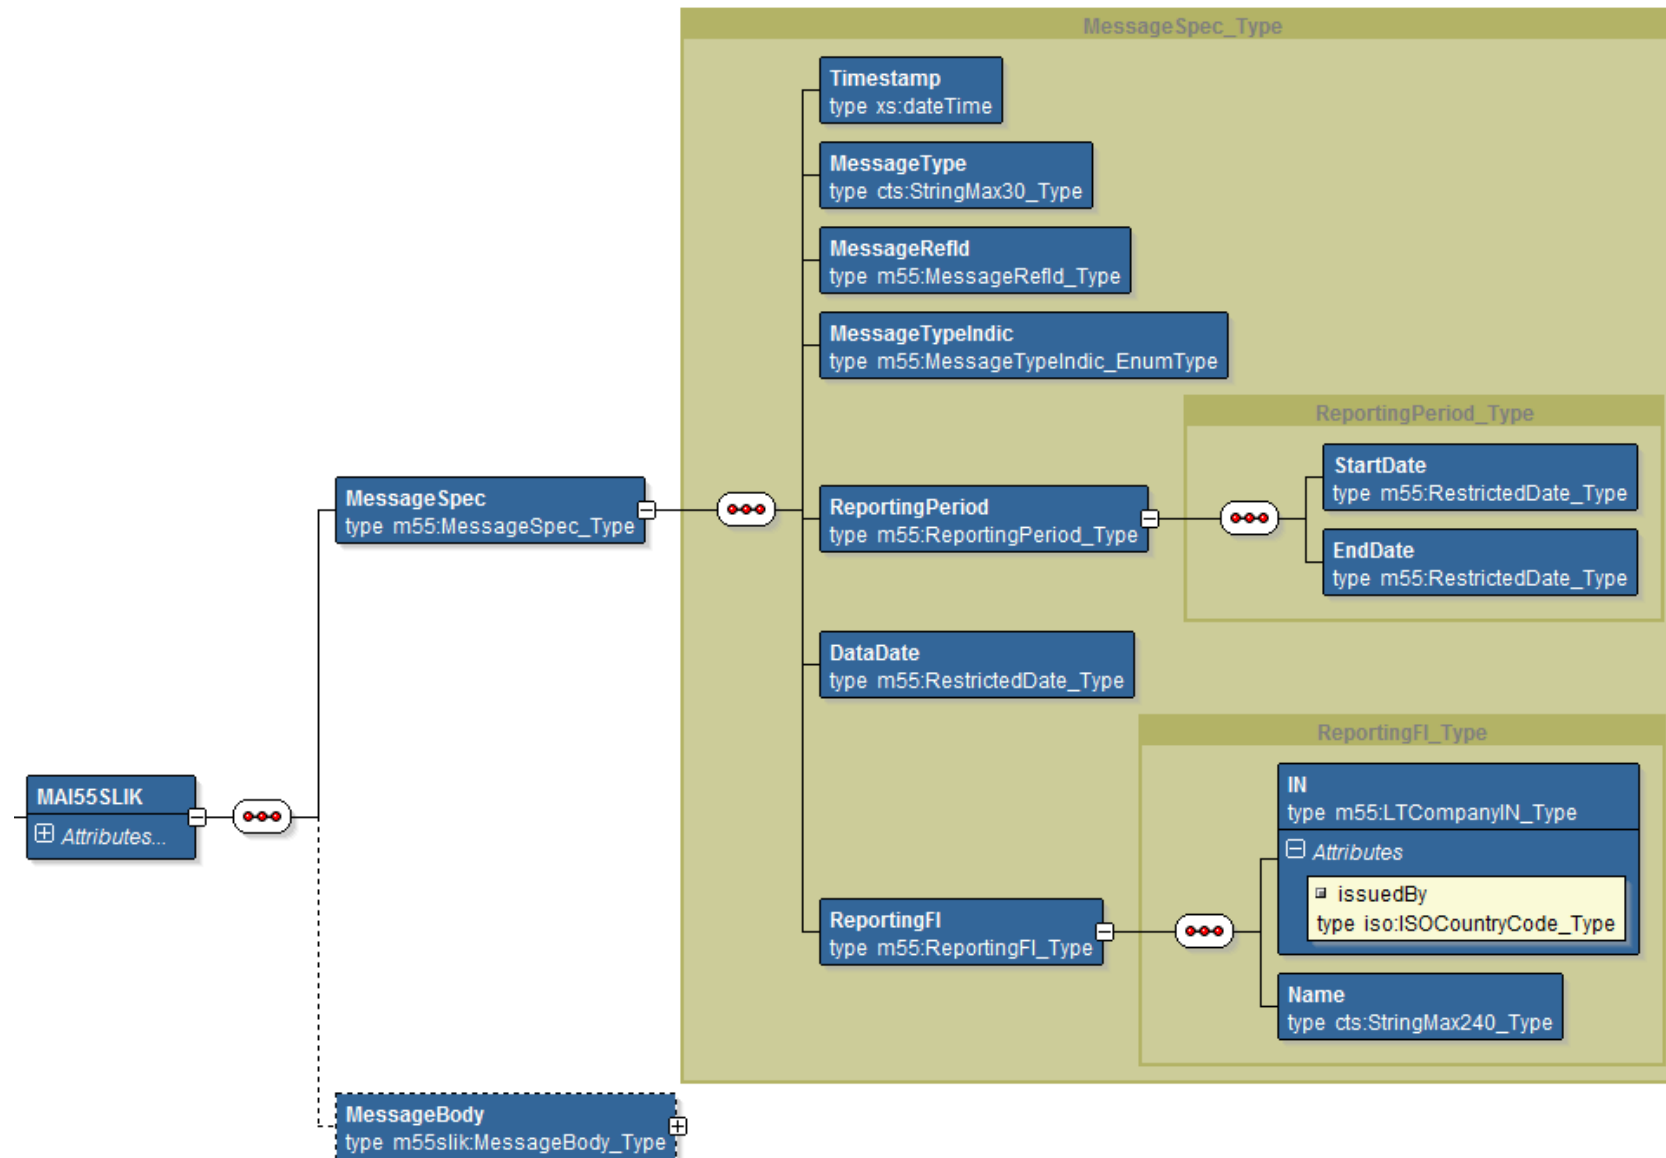 MessageSpec_Type
Timestamp
type xs:dateTime
MessageType
type cts:StringMax30_Type
MessageRefId
type m55:MessageRefId_Type
MessageTypeIndic
type m55:MessageTypeIndic_EnumType
ReportingPeriod_Type
StartDate
type m55:RestrictedDate_Type
MessageSpec
type m55:MessageSpec_Type
ReportingPeriod
type m55:ReportingPeriod_Type
EndDate
type m55:RestrictedDate_Type
DataDate
type m55:RestrictedDate_Type
ReportingFI_Type
IN
type m55:LTCompanyIN_Type
MAI55SLIK
Attributes...
Attributes
issuedBy
type iso:ISOCountryCode_Type
ReportingFI
type m55:ReportingFI_Type
Name
type cts:StringMax240_Type
MessageBody
type m55slik:MessageBody_Type